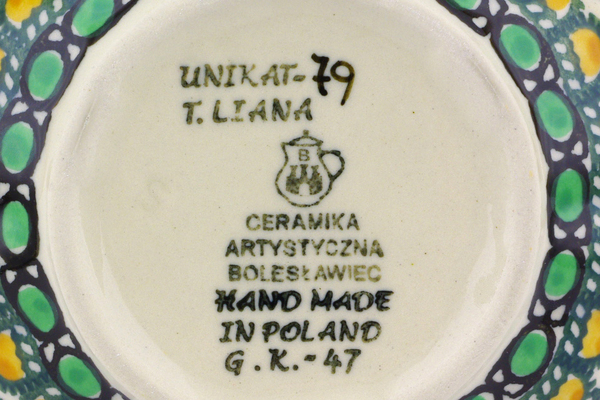 UNIKAT-79
T. LIANA
B
CERAMIKA
ARTYSTYCZNA
BOLESŁAWIEC
HAND MADE
IN POLAND
G.K.-47